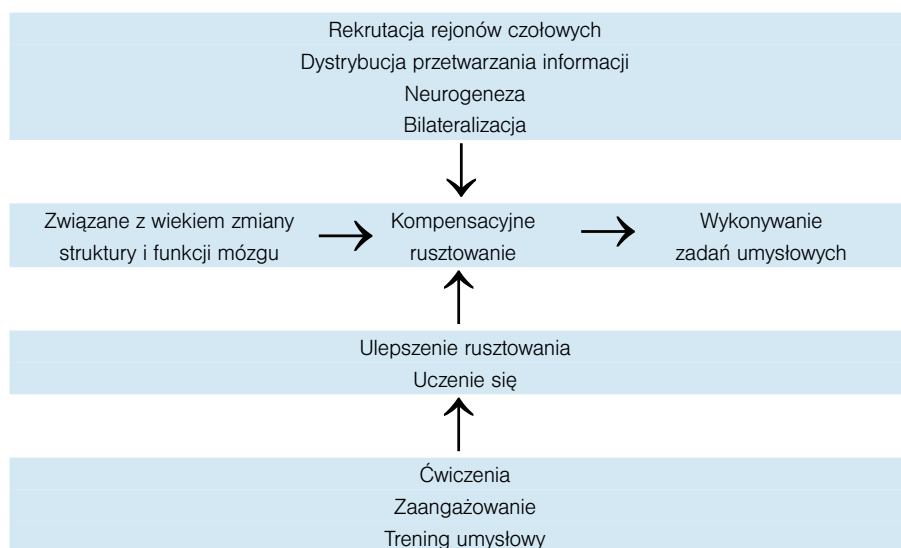 Rekrutacja rejonów czołowych
Dystrybucja przetwarzania informacji
Neurogeneza
Bilateralizacja
Związane z wiekiem zmiany
struktury i funkcji mózgu
Kompensacyjne
rusztowanie
Wykonywanie
zadań umysłowych
Ulepszenie rusztowania
Uczenie się
Ćwiczenia
Zaangażowanie
Trening umysłowy